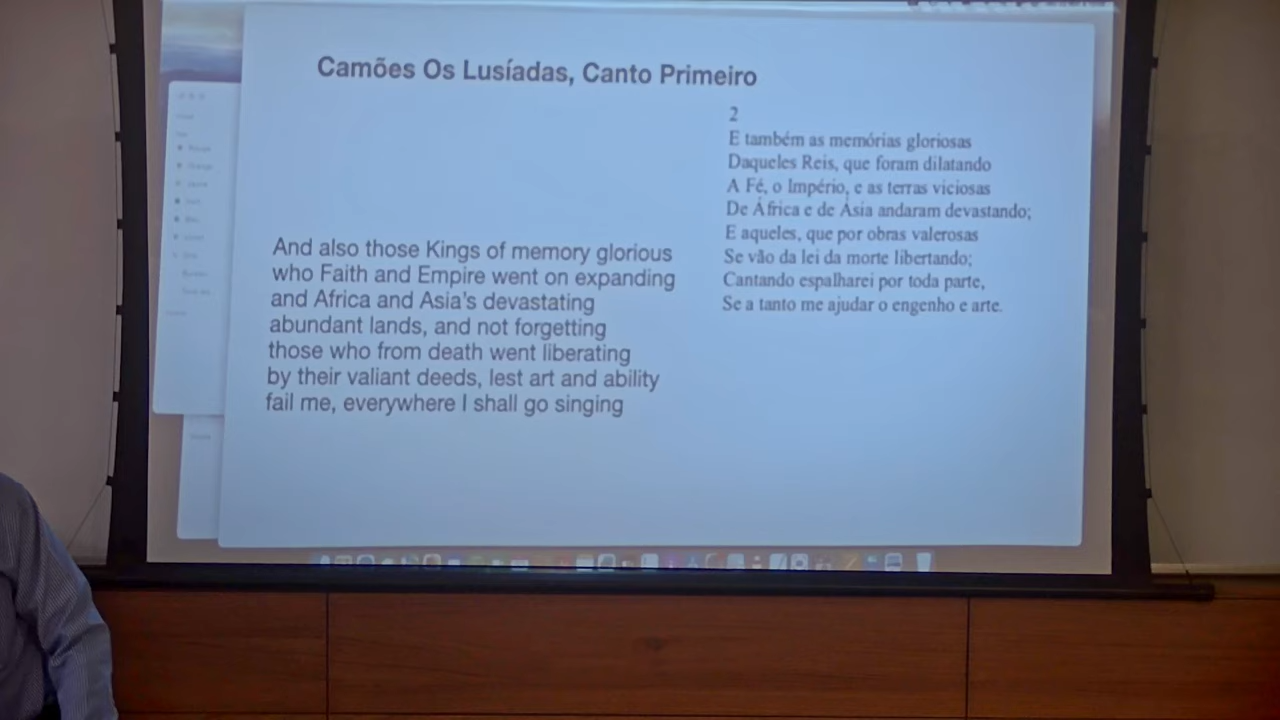 Camões Os Lusíadas, Canto Primeiro
And also those Kings of memory glorious
who Faith and Empire went on expanding
and Africa and Asia's devastating
abundant lands, and not forgetting
those who from death went liberating
by their valiant deeds, lest art and ability
fail me, everywhere I shall go singing
2
E também as memórias gloriosas
Daqueles Reis, que foram dilatando
A Fé, o Império, e as terras viciosas
De África e de Ásia andaram devastando;
E aqueles, que por obras valerosas
Se vão da lei da morte libertando;
Cantando espalharei por toda parte,
Se a tanto me ajudar o engenho e arte.